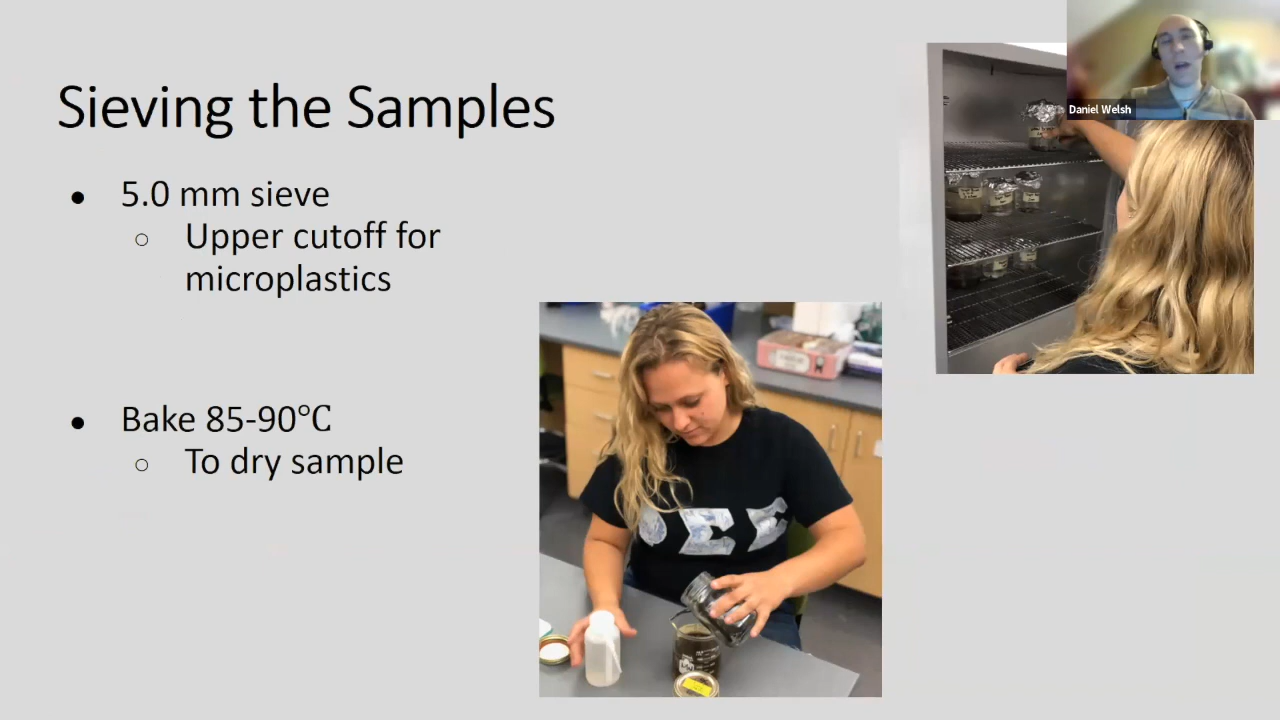 Sieving the Samples
● 5.0 mm sieve
○ Upper cutoff for
microplastics
● Bake 85-90℃
○ To dry sample
Daniel Welsh
ΘΣΞ